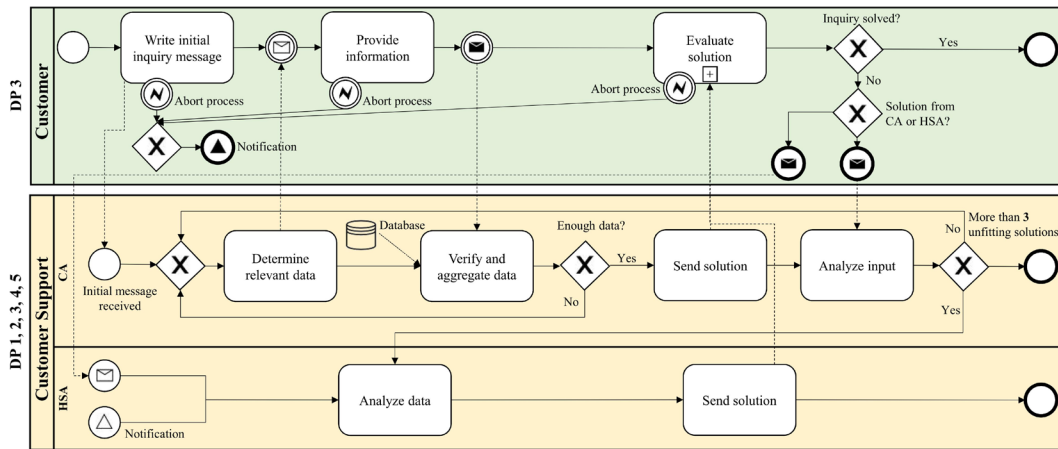 DP 3
Customer
Write initial
inquiry message
Provide
information
Evaluate
solution
Inquiry solved?
Yes
No
Abort process
Abort process
Abort process
Solution from
CA or HSA?
Notification
DP 1, 2, 3, 4, 5
Customer Support
CA
Initial message
received
Determine
relevant data
Database
Verify and
aggregate data
Enough data?
Yes
No
Send solution
Analyze input
No
More than 3
unfitting solutions
Yes
HSA
Notification
Analyze data
Send solution